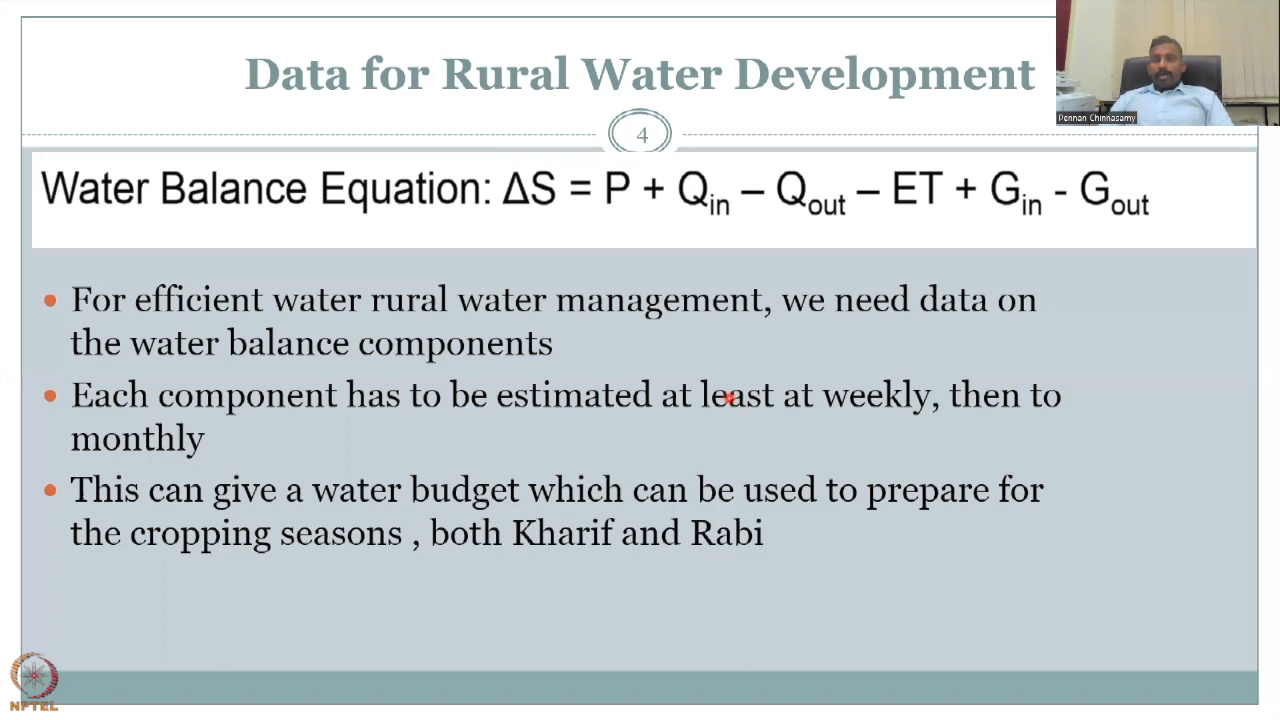 Data for Rural Water Development
Pennan Chinnasamy
4
Water Balance Equation: ΔS = P + Qin – Qout – ET + Gin - Gout
• For efficient water rural water management, we need data on
the water balance components
• Each component has to be estimated at least at weekly, then to
monthly
• This can give a water budget which can be used to prepare for
the cropping seasons , both Kharif and Rabi
NPTEL